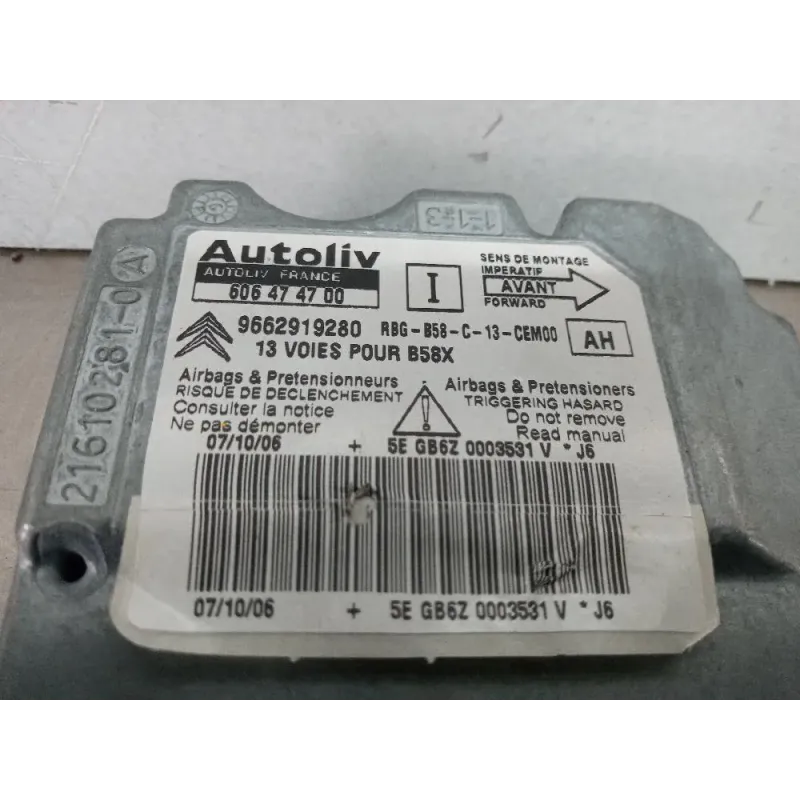 Autoliv
AUTOLIV FRANCE
606 47 47 00
I
SENS DE MONTAGE
IMPERATIF
AVANT
FORWARD
9662919280 RBG-B58-C-13-CEM00
AH
13 VOIES POUR B58X
Airbags & Pretensionneurs
RISQUE DE DECLENCHEMENT
Consulter la notice
Ne pas démonter
Airbags & Pretensioners
TRIGGERING HASARD
Do not remove
Read manual
07/10/06 + 5E GB6Z 0003531 V * J6
07/10/06 + 5E GB6Z 0003531 V * J6
21610281-0 A